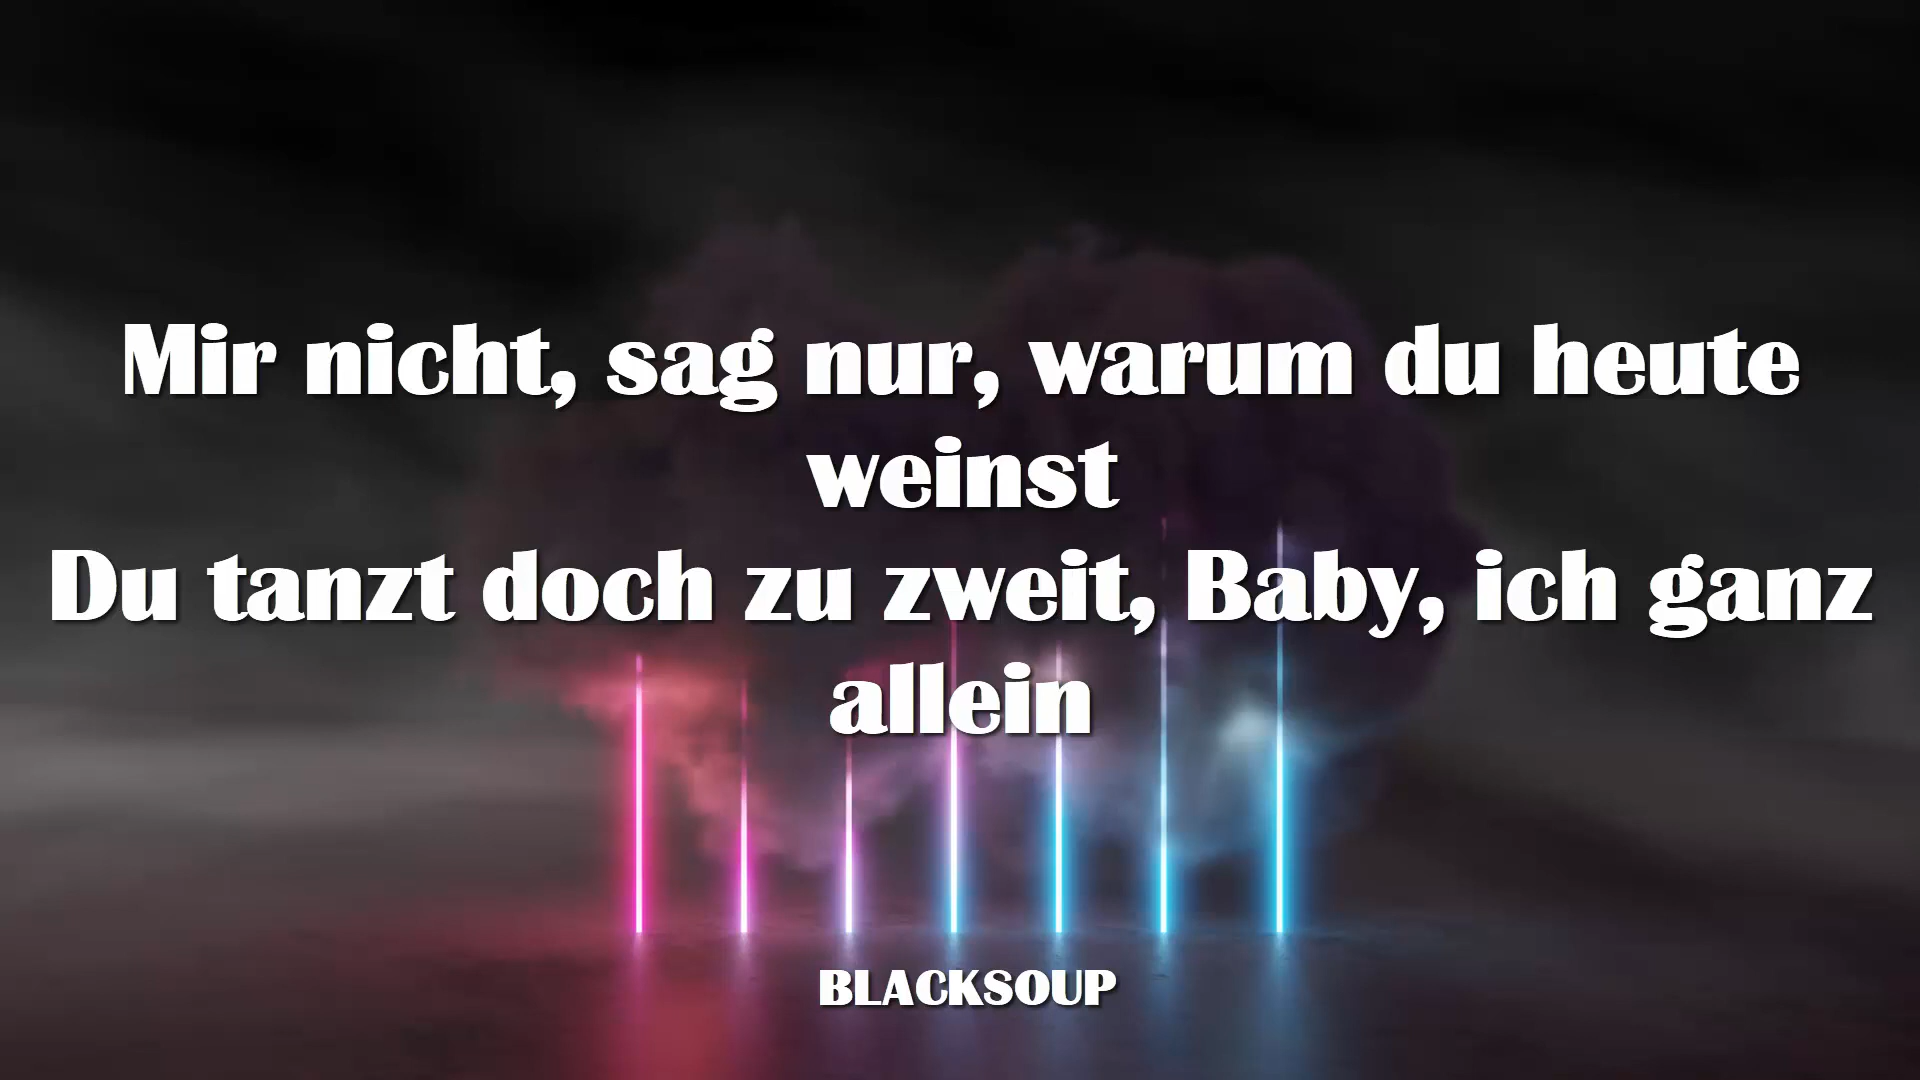 Mir nicht, sag nur, warum du heute
weinst
Du tanzt doch zu zweit, Baby, ich ganz
allein
BLACKSOUP